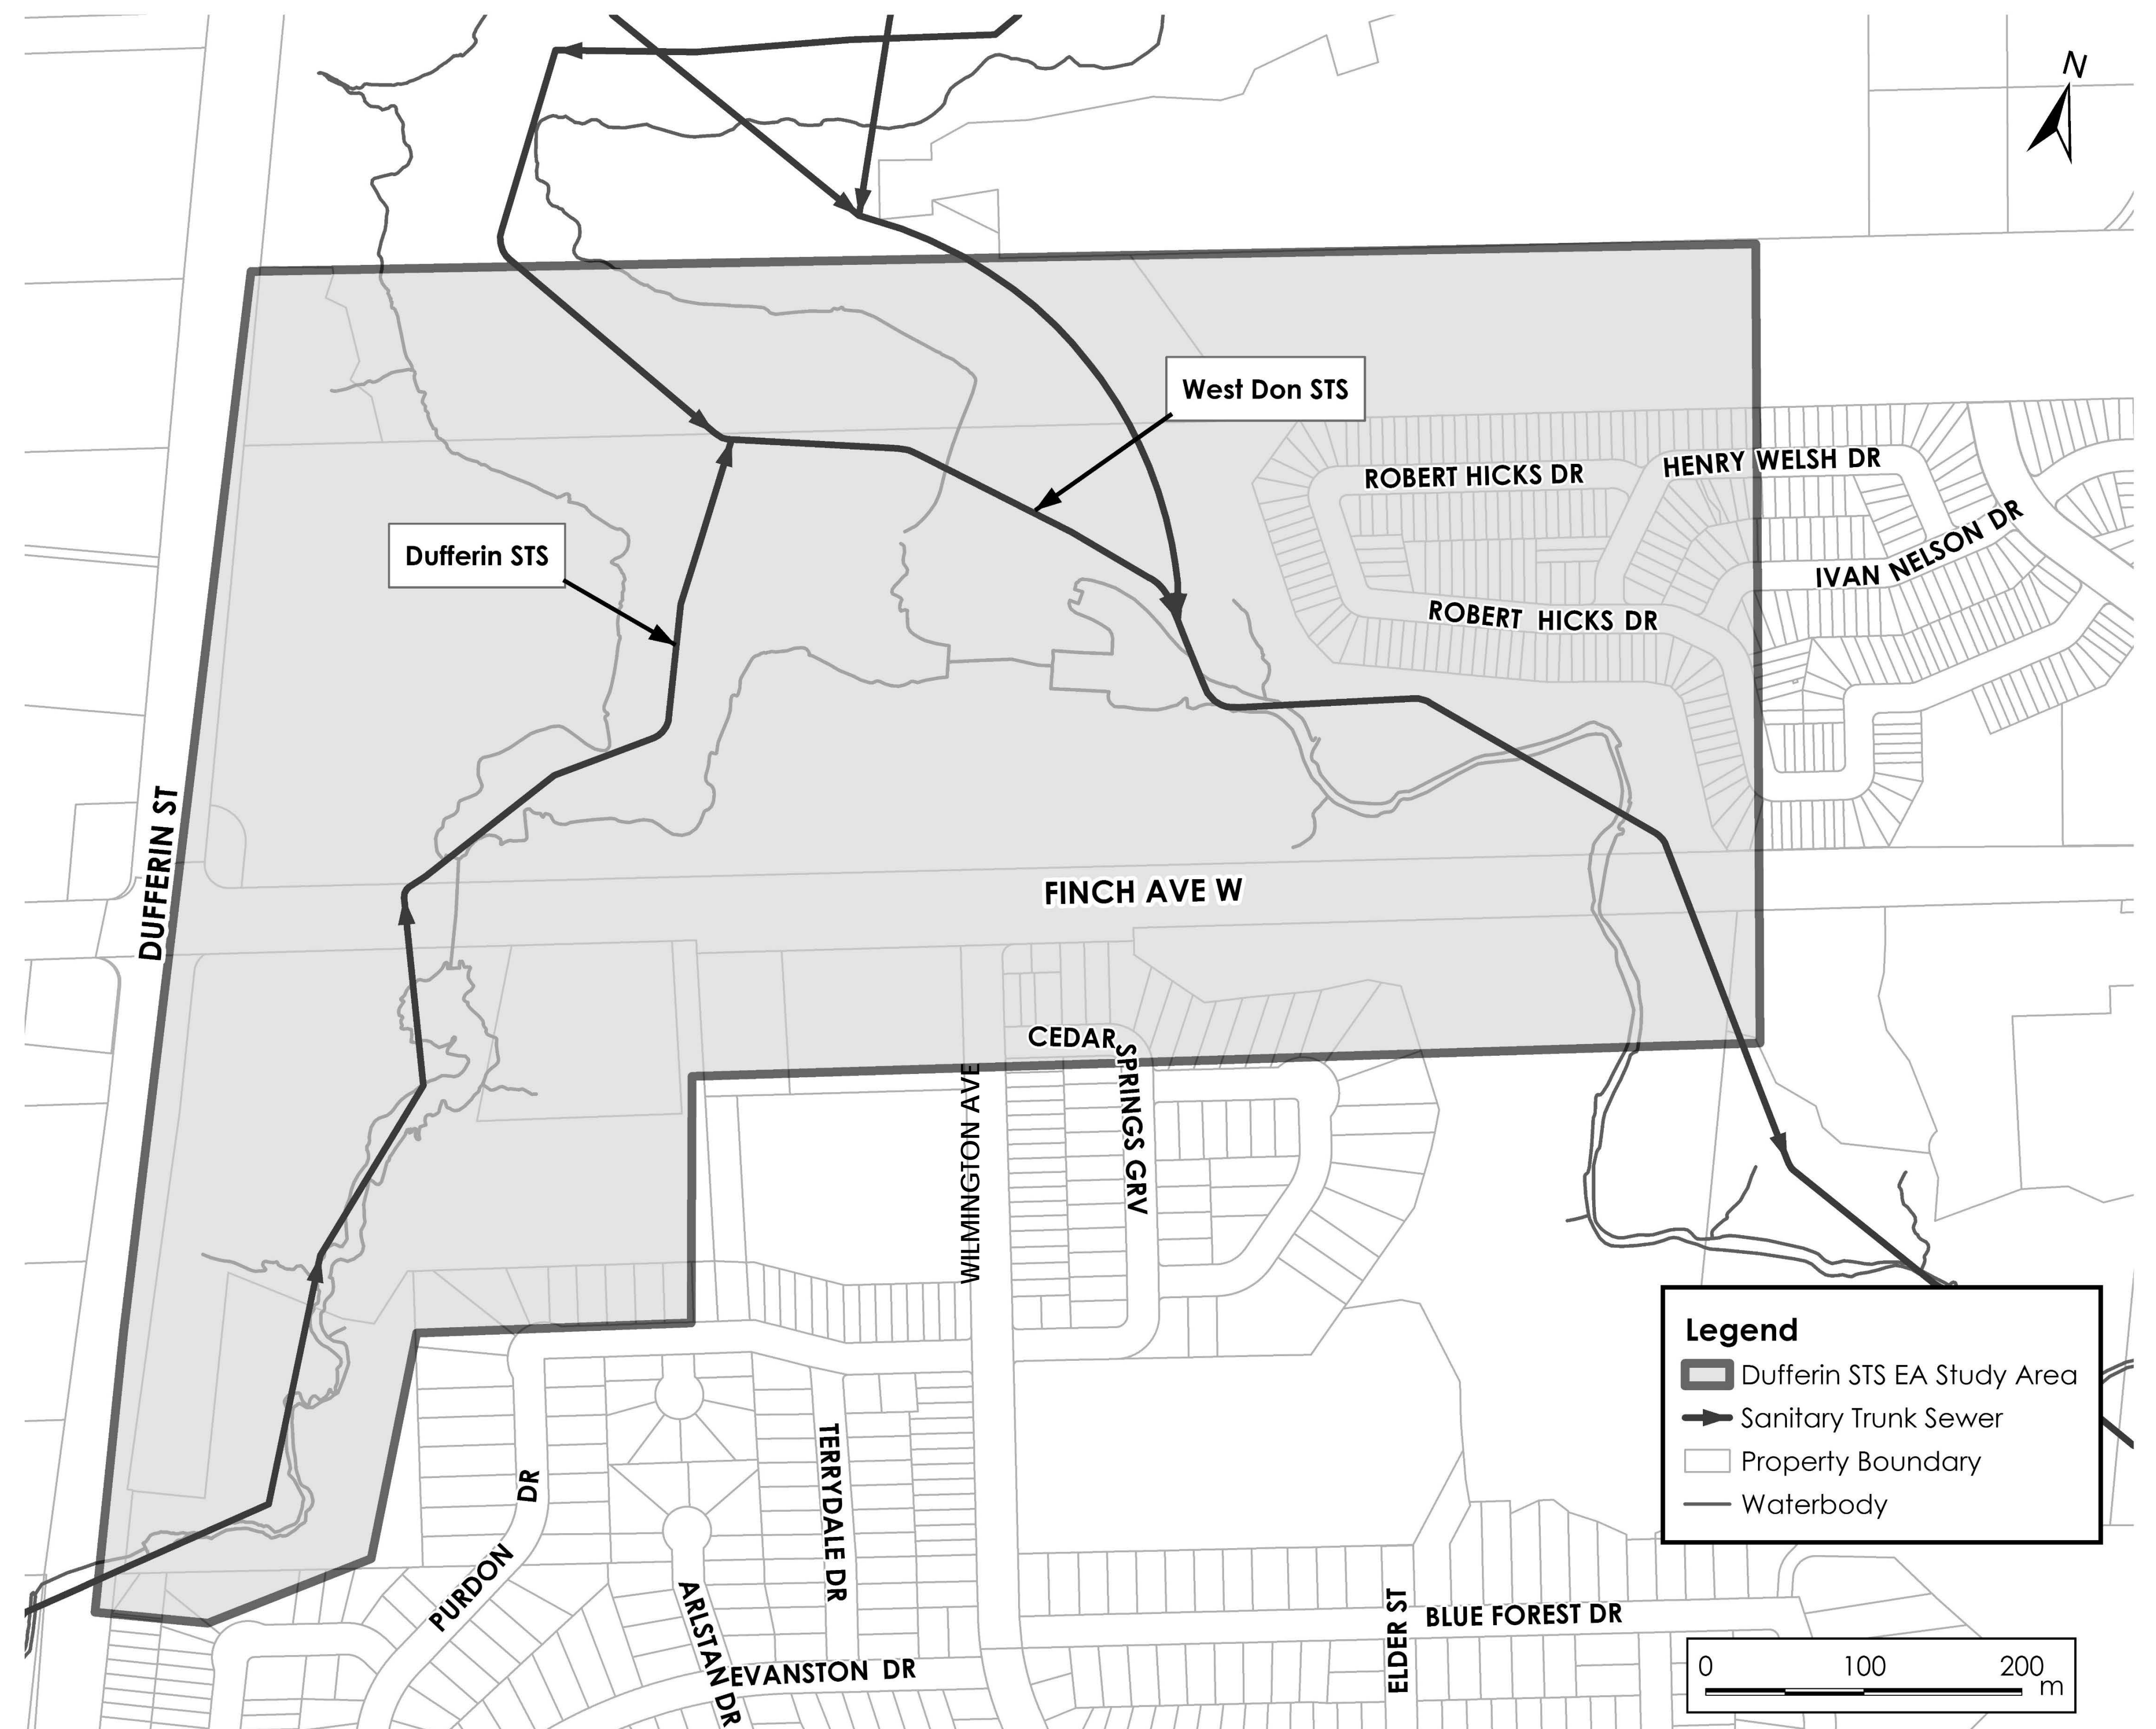 N
West Don STS
ROBERT HICKS DR
HENRY WELSH DR
IVAN NELSON DR
Dufferin STS
ROBERT HICKS DR
DUFFERIN ST
FINCH AVE W
CEDAR SPRINGS GRV
WILMINGTON AVE
Legend
Dufferin STS EA Study Area
Sanitary Trunk Sewer
Property Boundary
Waterbody
PURDON DR
TERRYDALE DR
ARLSTAN DR
EVANSTON DR
ELDER ST
BLUE FOREST DR
0 100 200
m